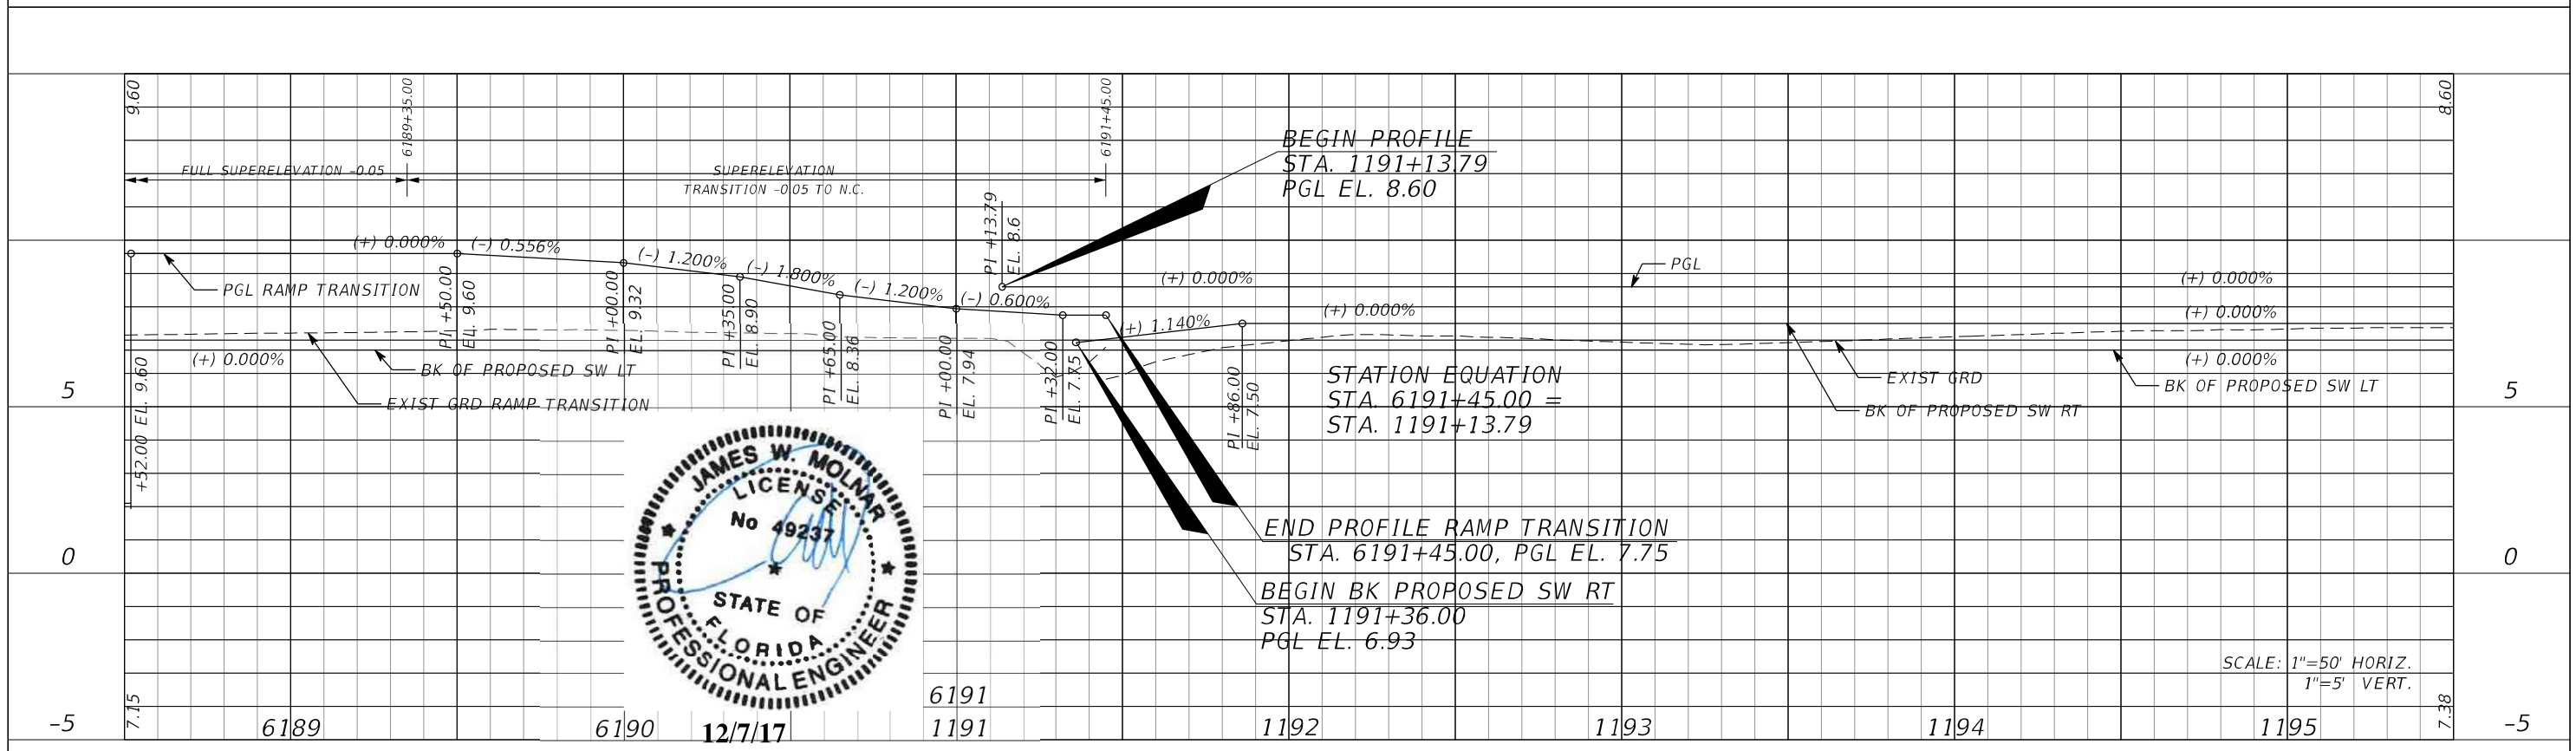 9.60
6189+35.00
6191+45.00
8.60
FULL SUPERELEVATION -0.05
SUPERELEVATION
TRANSITION -0.05 TO N.C.
BEGIN PROFILE
STA. 1191+13.79
PGL EL. 8.60
PI +13.79
EL. 8.6
(+) 0.000%
(-) 0.556%
(-) 1.200%
(-) 1.800%
(-) 1.200%
(-) 0.600%
(+) 0.000%
PGL
(+) 0.000%
PGL RAMP TRANSITION
PI +50.00
EL. 9.60
PI +00.00
EL. 9.32
PI +35.00
EL. 8.90
PI +65.00
EL. 8.36
PI +00.00
EL. 7.94
PI +32.00
EL. 7.75
(+) 1.140%
(+) 0.000%
(+) 0.000%
(+) 0.000%
BK OF PROPOSED SW LT
EXIST GRD RAMP TRANSITION
+52.00 EL. 9.60
PI +86.00
EL. 7.50
STATION EQUATION
STA. 6191+45.00 =
STA. 1191+13.79
EXIST GRD
BK OF PROPOSED SW RT
(+) 0.000%
BK OF PROPOSED SW LT
5
5
JAMES W. MOLNAR
LICENSE
No 49237
STATE OF
FLORIDA
PROFESSIONAL ENGINEER
END PROFILE RAMP TRANSITION
STA. 6191+45.00, PGL EL. 7.75
0
0
BEGIN BK PROPOSED SW RT
STA. 1191+36.00
PGL EL. 6.93
SCALE: 1"=50' HORIZ.
1"=5' VERT.
7.15
7.38
6191
-5
6189
6190
12/7/17
1191
1192
1193
1194
1195
-5